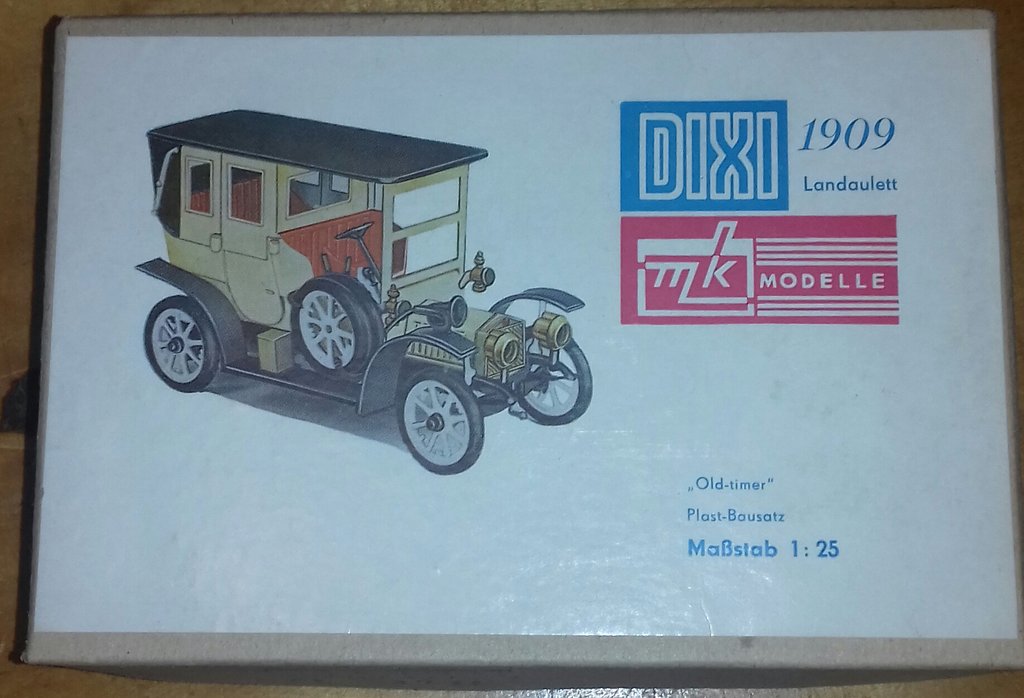 DIXI 1909
Landaulett
mk MODELLE
„Old-timer“
Plast-Bausatz
Maßstab 1:25